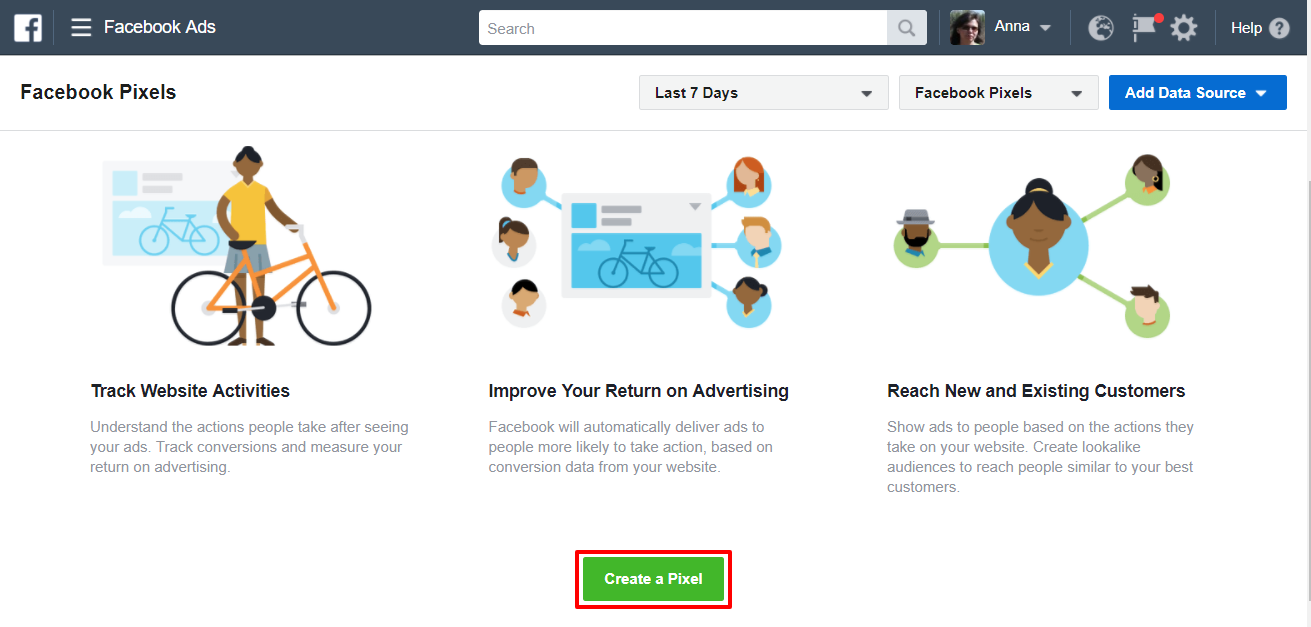 Facebook Ads
Search
Anna
Help ?
Facebook Pixels
Last 7 Days
Facebook Pixels
Add Data Source
Track Website Activities
Understand the actions people take after seeing
your ads. Track conversions and measure your
return on advertising.
Improve Your Return on Advertising
Facebook will automatically deliver ads to
people more likely to take action, based on
conversion data from your website.
Reach New and Existing Customers
Show ads to people based on the actions they
take on your website. Create lookalike
audiences to reach people similar to your best
customers.
Create a Pixel